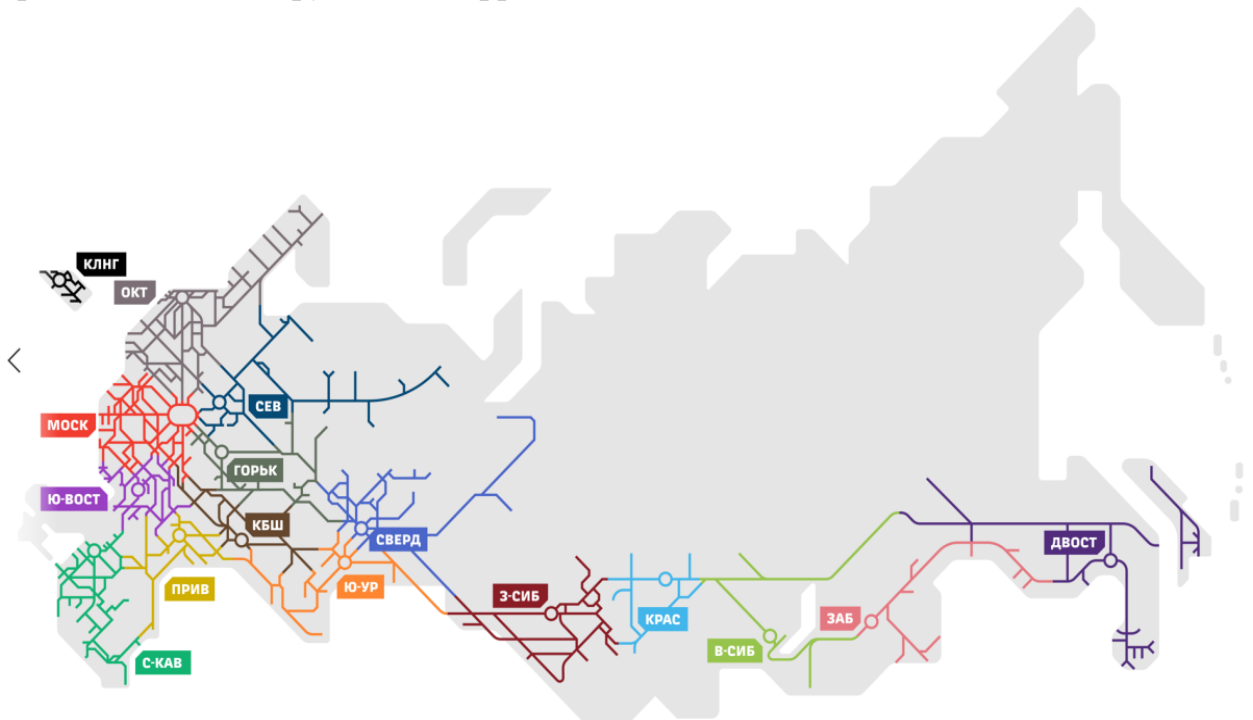 КЛНГ
ОКТ
СЕВ
МОСК
ГОРЬК
Ю-ВОСТ
КБШ
СВЕРД
ДВОСТ
ПРИВ
Ю-УР
З-СИБ
КРАС
ЗАБ
В-СИБ
С-КАВ